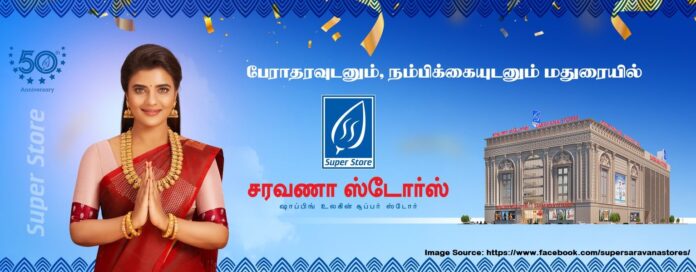 50th
Anniversary
Super Store
பேராதரவுடனும், நம்பிக்கையுடனும் மதுரையில்
Super Store
சரவணா ஸ்டோர்ஸ்
ஷாப்பிங் உலகின் சூப்பர் ஸ்டோர்
Image Source: https://www.facebook.com/supersaravanastores/